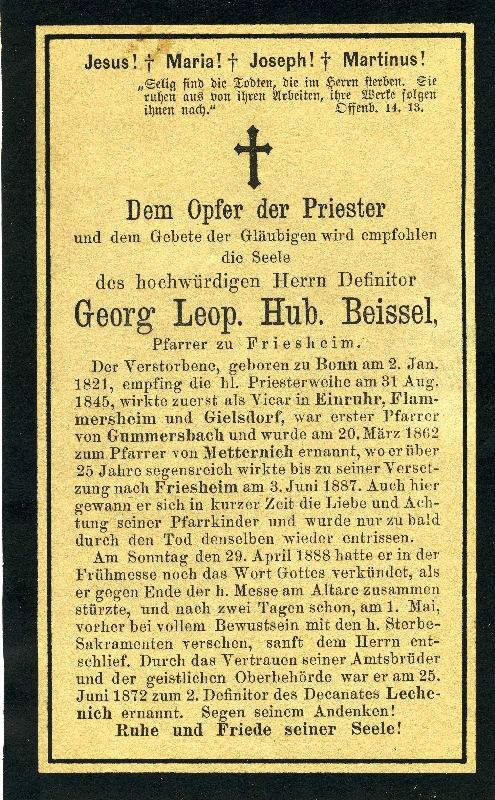 Jesus! † Maria! † Joseph! † Martinus!
„Selig sind die Todten, die im Herrn sterben. Sie
ruhen aus von ihren Arbeiten, ihre Werke folgen
ihnen nach.“ Offenb. 14. 13.
Dem Opfer der Priester
und dem Gebete der Gläubigen wird empfohlen
die Seele
des hochwürdigen Herrn Definitor
Georg Leop. Hub. Beissel,
Pfarrer zu Friesheim.
Der Verstorbene, geboren zu Bonn am 2. Jan.
1821, empfing die hl. Priesterweihe am 31 Aug.
1845, wirkte zuerst als Vicar in Einruhr, Flam-
mersheim und Gielsdorf, war erster Pfarrer
von Gummersbach und wurde am 20. März 1862
zum Pfarrer von Metternich ernannt, wo er über
25 Jahre segensreich wirkte bis zu seiner Verset-
zung nach Friesheim am 3. Juni 1887. Auch hier
gewann er sich in kurzer Zeit die Liebe und Ach-
tung seiner Pfarrkinder und wurde nur zu bald
durch den Tod denselben wieder entrissen.
Am Sonntag den 29. April 1888 hatte er in der
Frühmesse noch das Wort Gottes verkündet, als
er gegen Ende der h. Messe am Altare zusammen
stürzte, und nach zwei Tagen schon, am 1. Mai,
vorher bei vollem Bewustsein mit den h. Sterbe-
Sakramenten versehen, sanft dem Herrn ent-
schlief. Durch das Vertrauen seiner Amtsbrüder
und der geistlichen Oberbehörde war er am 25.
Juni 1872 zum 2. Definitor des Decanates Leche-
nich ernannt. Segen seinem Andenken!
Ruhe und Friede seiner Seele!